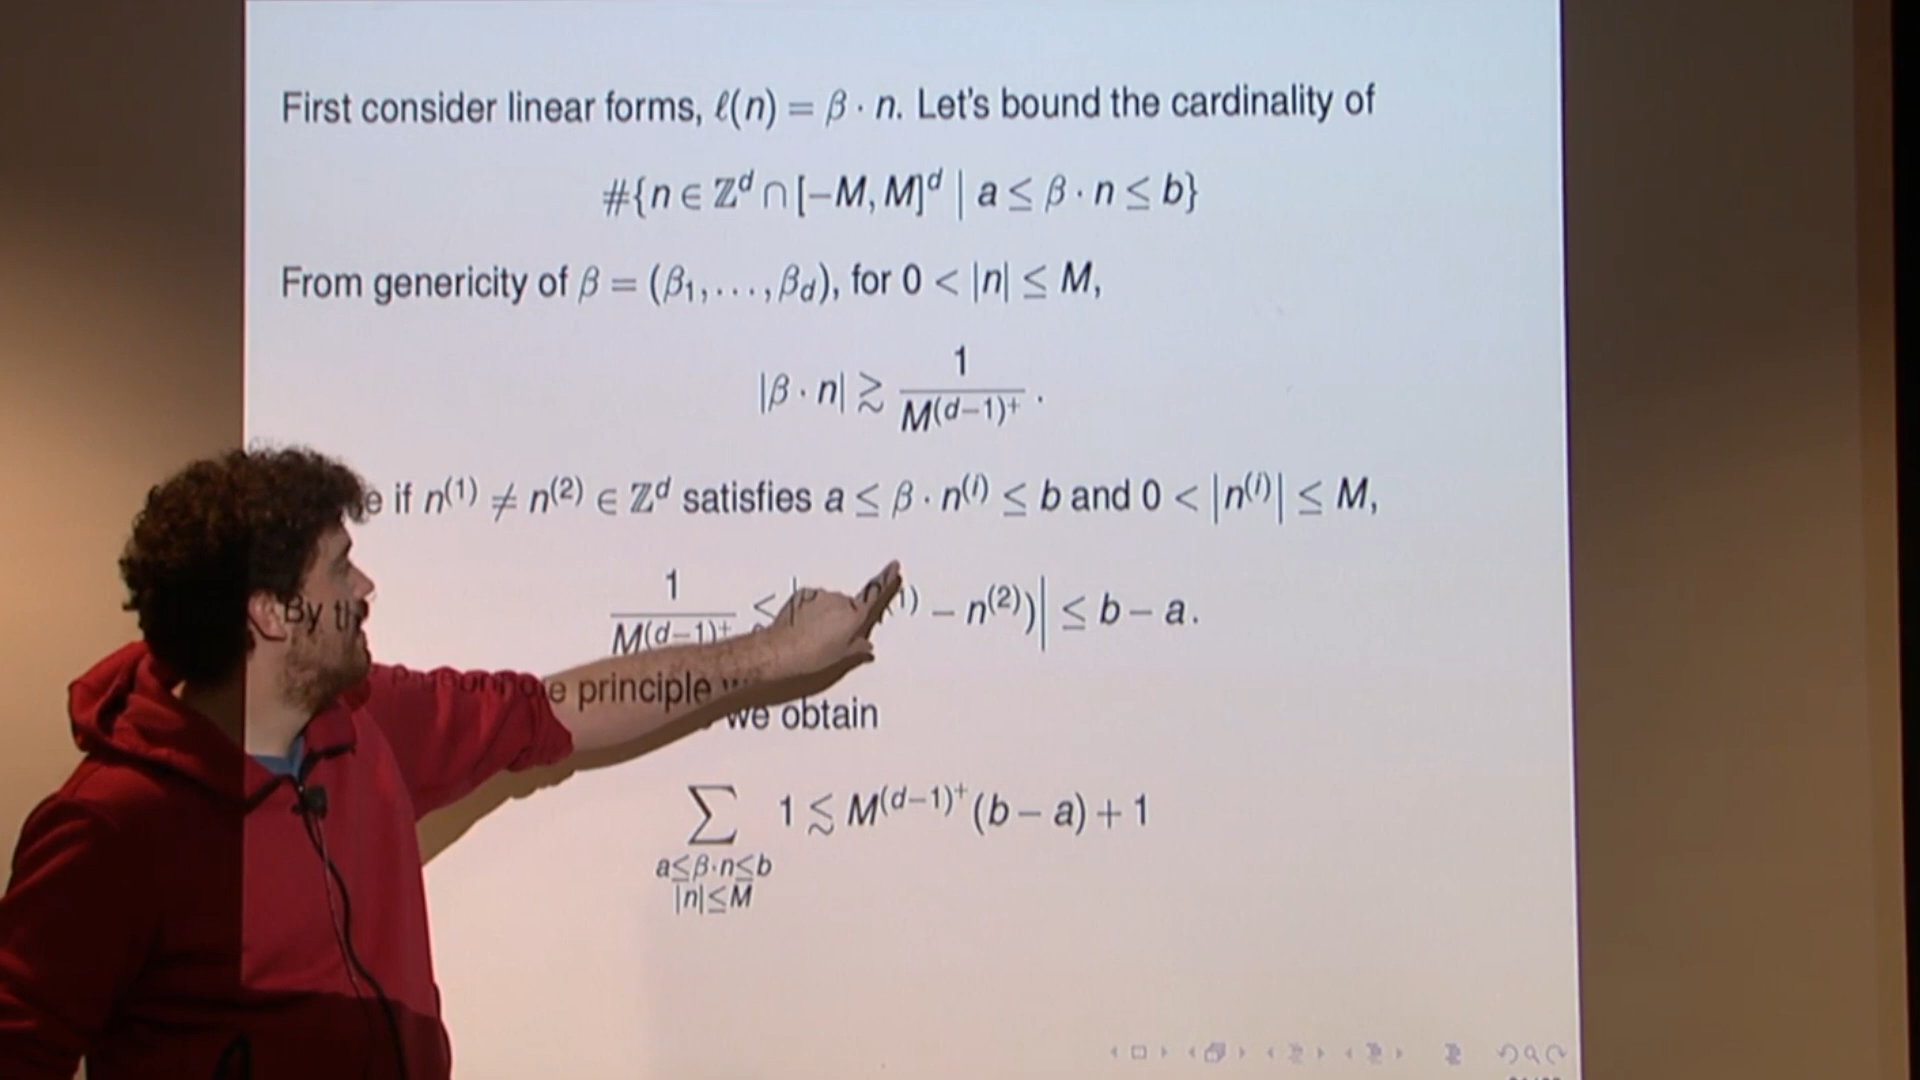 First consider linear forms, ℓ(n) = β · n. Let's bound the cardinality of
#{n ∈ ℤ^d ∩ [−M, M]^d | a ≤ β · n ≤ b}
From genericity of β = (β_1, . . . , β_d), for 0 < |n| ≤ M,
|β · n| ≳ 1 / M^{(d−1)^+} .
if n^{(1)} ≠ n^{(2)} ∈ ℤ^d satisfies a ≤ β · n^{(i)} ≤ b and 0 < |n^{(i)}| ≤ M,
1 / M^{(d−1)^+} ≲ − n^{(2)})| ≤ b − a.
By principle we obtain
∑_{a≤β·n≤b, |n|≤M} 1 ≲ M^{(d−1)^+} (b − a) + 1